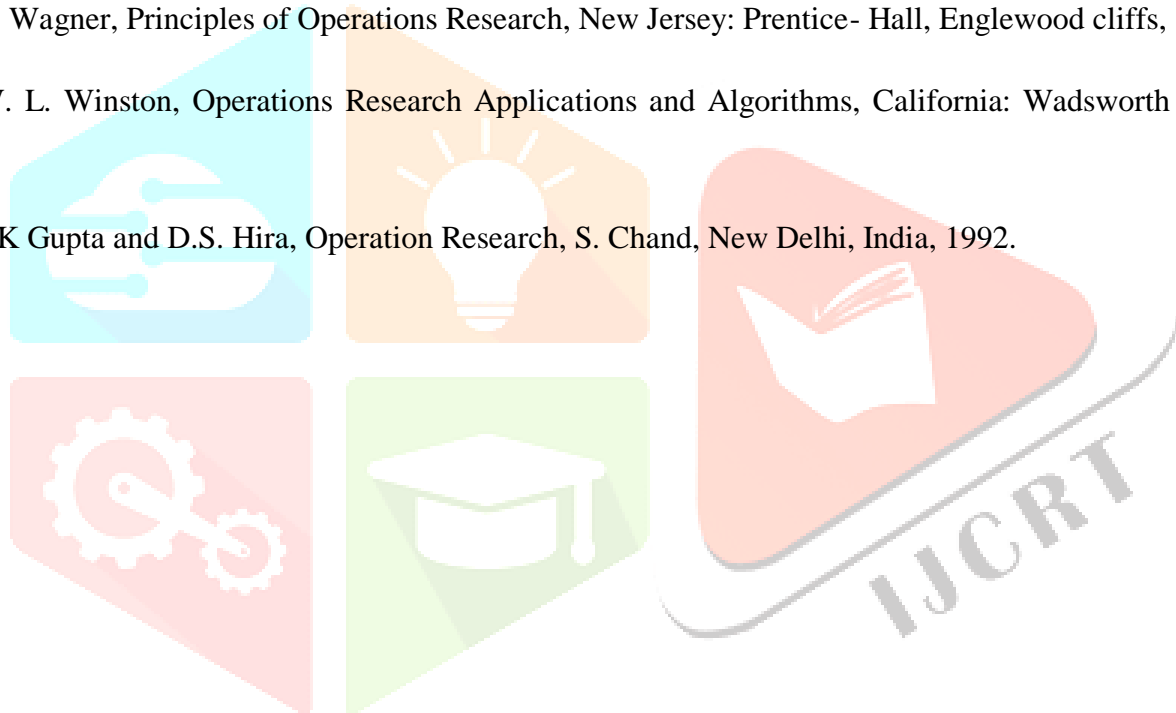 Wagner, Principles of Operations Research, New Jersey: Prentice- Hall, Englewood cliffs,
. L. Winston, Operations Research Applications and Algorithms, California: Wadsworth
K Gupta and D.S. Hira, Operation Research, S. Chand, New Delhi, India, 1992.
IJCRT